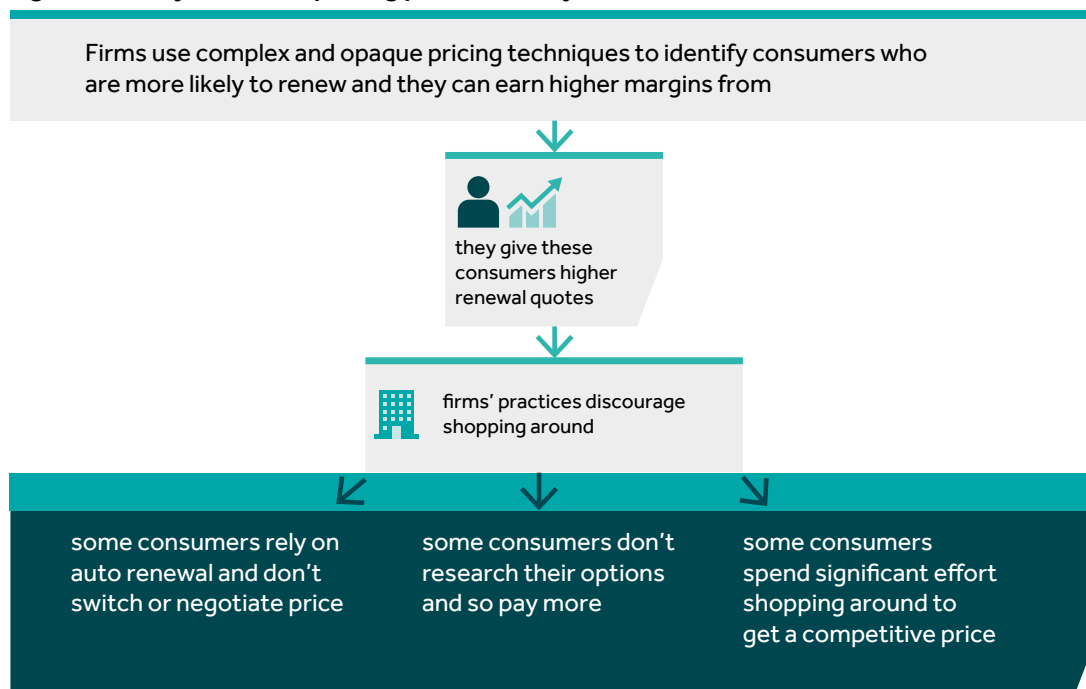 Firms use complex and opaque pricing techniques to identify consumers who
are more likely to renew and they can earn higher margins from
they give these
consumers higher
renewal quotes
firms' practices discourage
shopping around
some consumers rely on
auto renewal and don't
switch or negotiate price
some consumers don't
research their options
and so pay more
some consumers
spend significant effort
shopping around to
get a competitive price